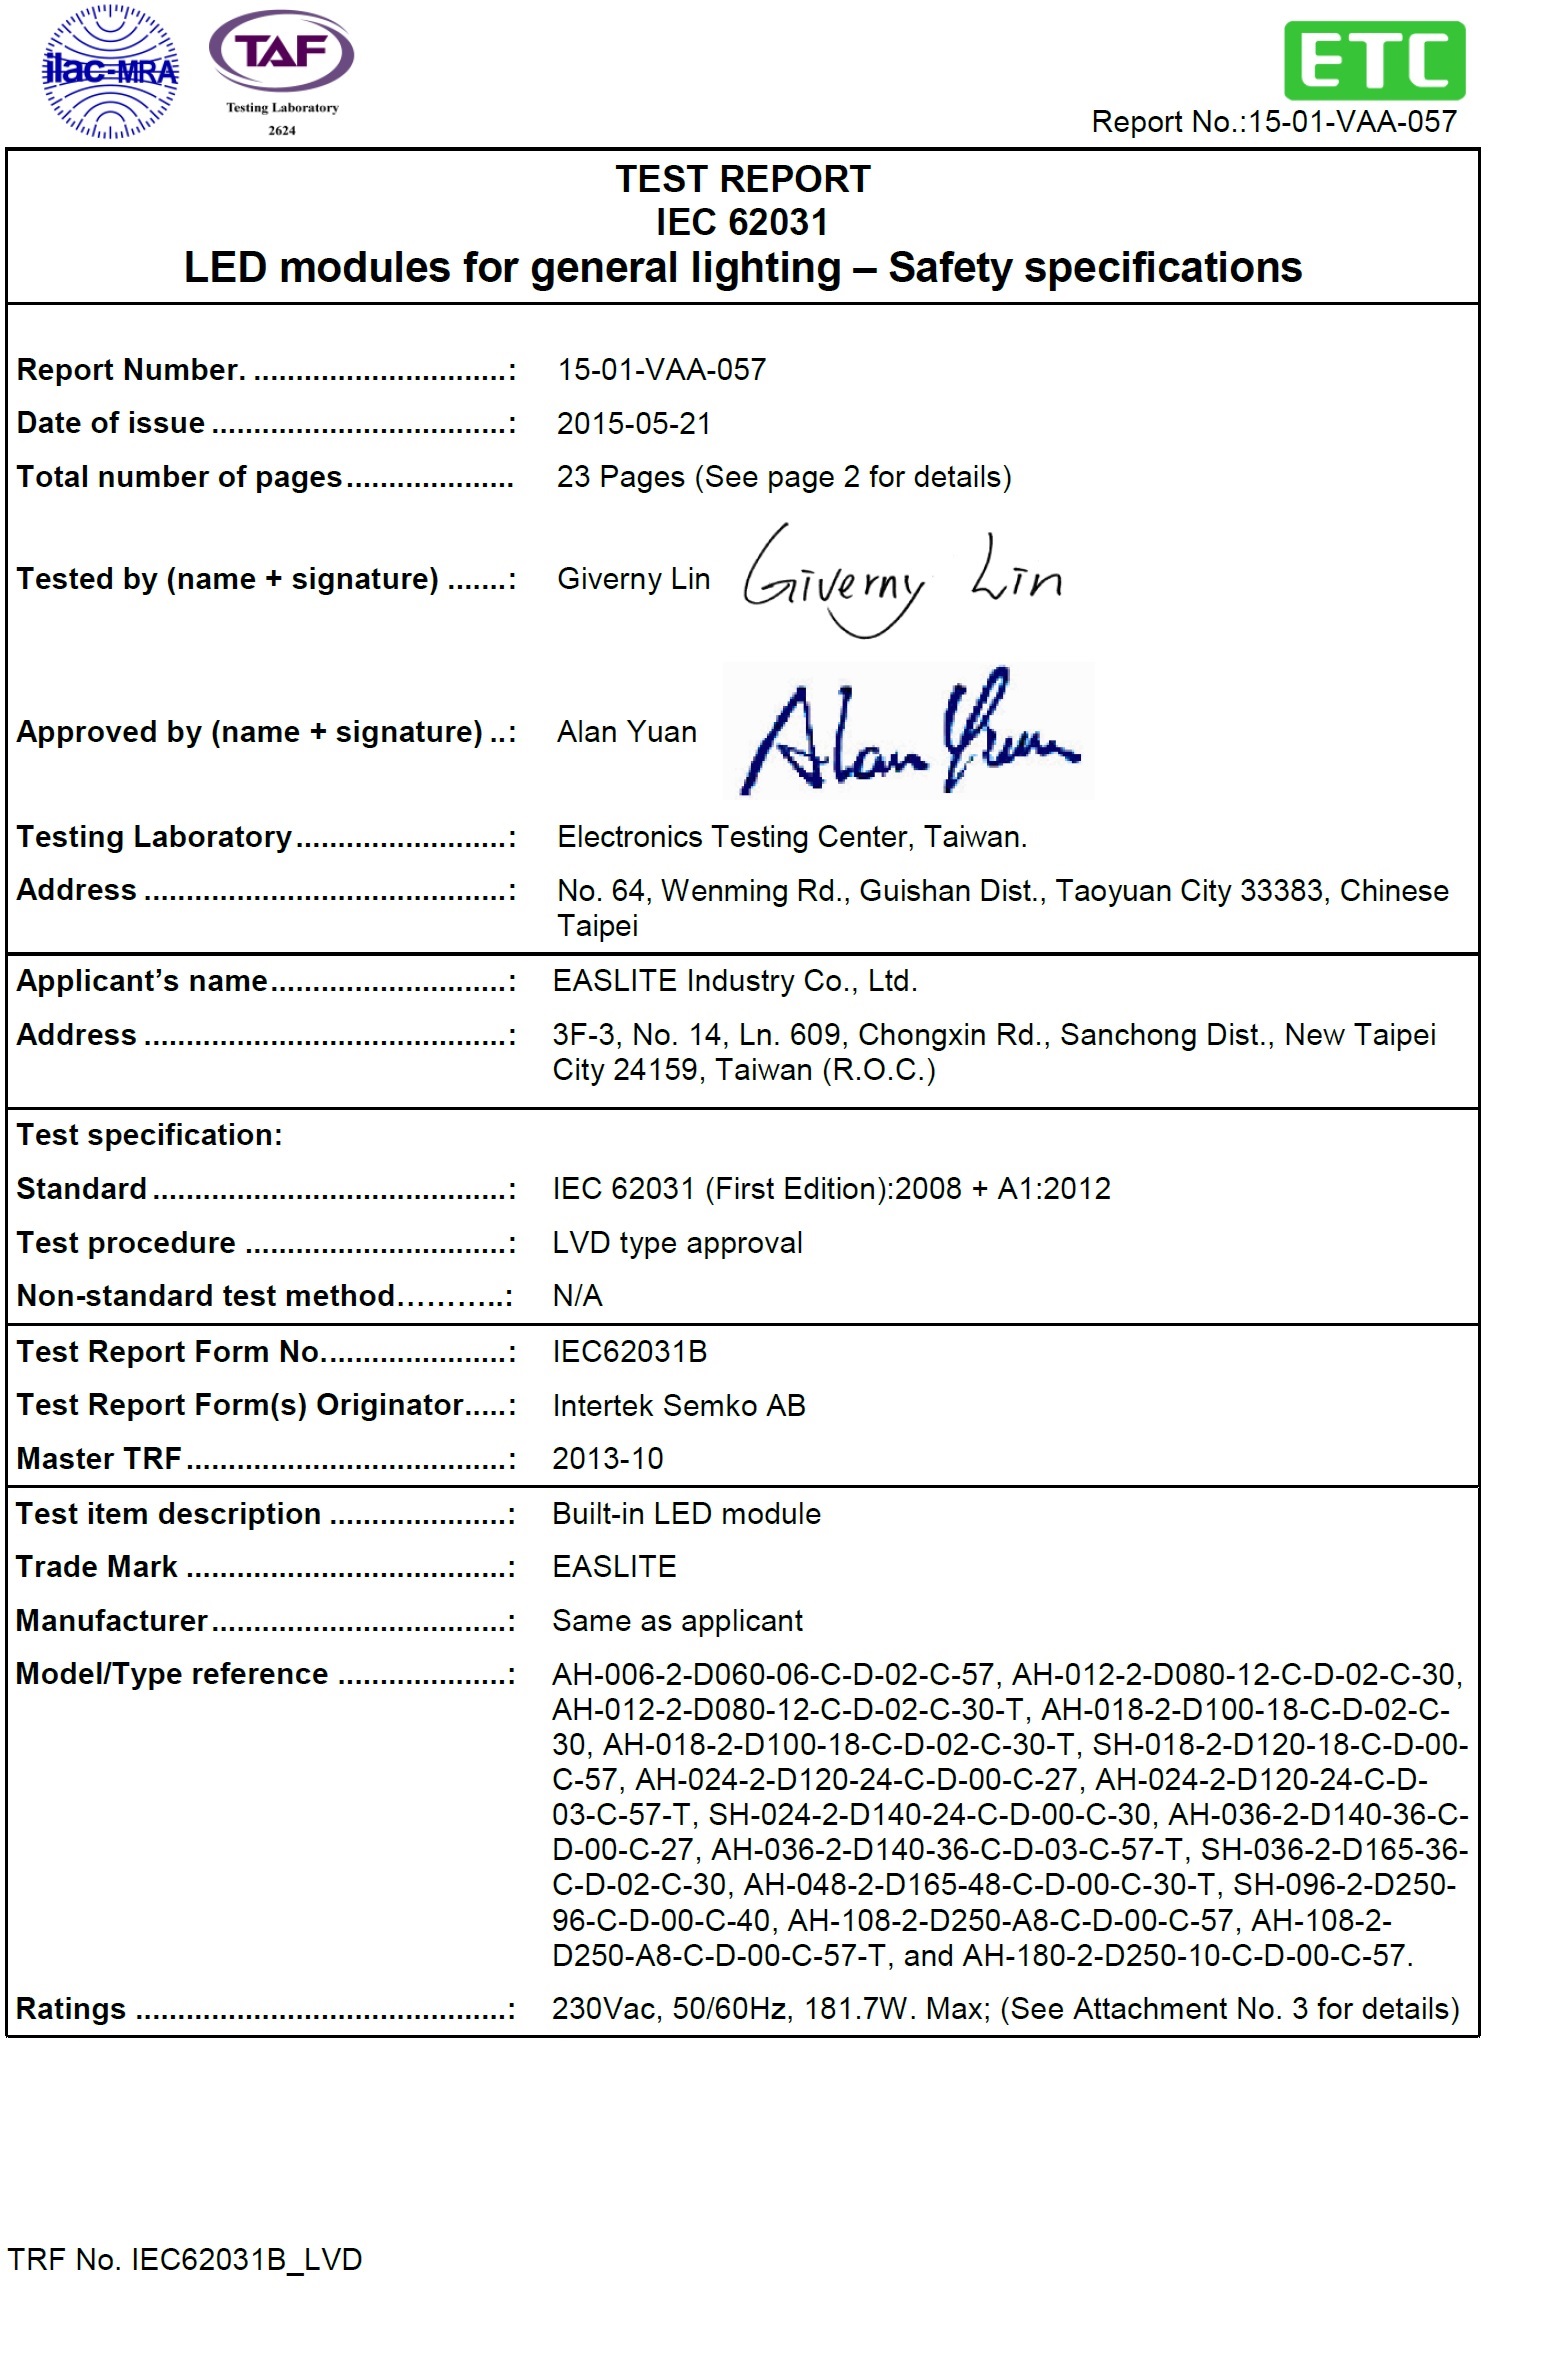 ilac-MRA
TAF
Testing Laboratory
2624
ETC
Report No.:15-01-VAA-057
TEST REPORT
IEC 62031
LED modules for general lighting – Safety specifications
Report Number. ..............................: 15-01-VAA-057
Date of issue ...................................: 2015-05-21
Total number of pages .................... 23 Pages (See page 2 for details)
Tested by (name + signature) .......: Giverny Lin Giverny Lin
Approved by (name + signature) ..: Alan Yuan Alan Yuan
Testing Laboratory .........................: Electronics Testing Center, Taiwan.
Address ...........................................: No. 64, Wenming Rd., Guishan Dist., Taoyuan City 33383, Chinese
Taipei
Applicant’s name ............................: EASLITE Industry Co., Ltd.
Address ...........................................: 3F-3, No. 14, Ln. 609, Chongxin Rd., Sanchong Dist., New Taipei
City 24159, Taiwan (R.O.C.)
Test specification:
Standard ..........................................: IEC 62031 (First Edition):2008 + A1:2012
Test procedure ...............................: LVD type approval
Non-standard test method………..: N/A
Test Report Form No. .....................: IEC62031B
Test Report Form(s) Originator .....: Intertek Semko AB
Master TRF ......................................: 2013-10
Test item description .....................: Built-in LED module
Trade Mark ......................................: EASLITE
Manufacturer ...................................: Same as applicant
Model/Type reference ....................: AH-006-2-D060-06-C-D-02-C-57, AH-012-2-D080-12-C-D-02-C-30,
AH-012-2-D080-12-C-D-02-C-30-T, AH-018-2-D100-18-C-D-02-C-
30, AH-018-2-D100-18-C-D-02-C-30-T, SH-018-2-D120-18-C-D-00-
C-57, AH-024-2-D120-24-C-D-00-C-27, AH-024-2-D120-24-C-D-
03-C-57-T, SH-024-2-D140-24-C-D-00-C-30, AH-036-2-D140-36-C-
D-00-C-27, AH-036-2-D140-36-C-D-03-C-57-T, SH-036-2-D165-36-
C-D-02-C-30, AH-048-2-D165-48-C-D-00-C-30-T, SH-096-2-D250-
96-C-D-00-C-40, AH-108-2-D250-A8-C-D-00-C-57, AH-108-2-
D250-A8-C-D-00-C-57-T, and AH-180-2-D250-10-C-D-00-C-57.
Ratings ............................................: 230Vac, 50/60Hz, 181.7W. Max; (See Attachment No. 3 for details)
TRF No. IEC62031B_LVD